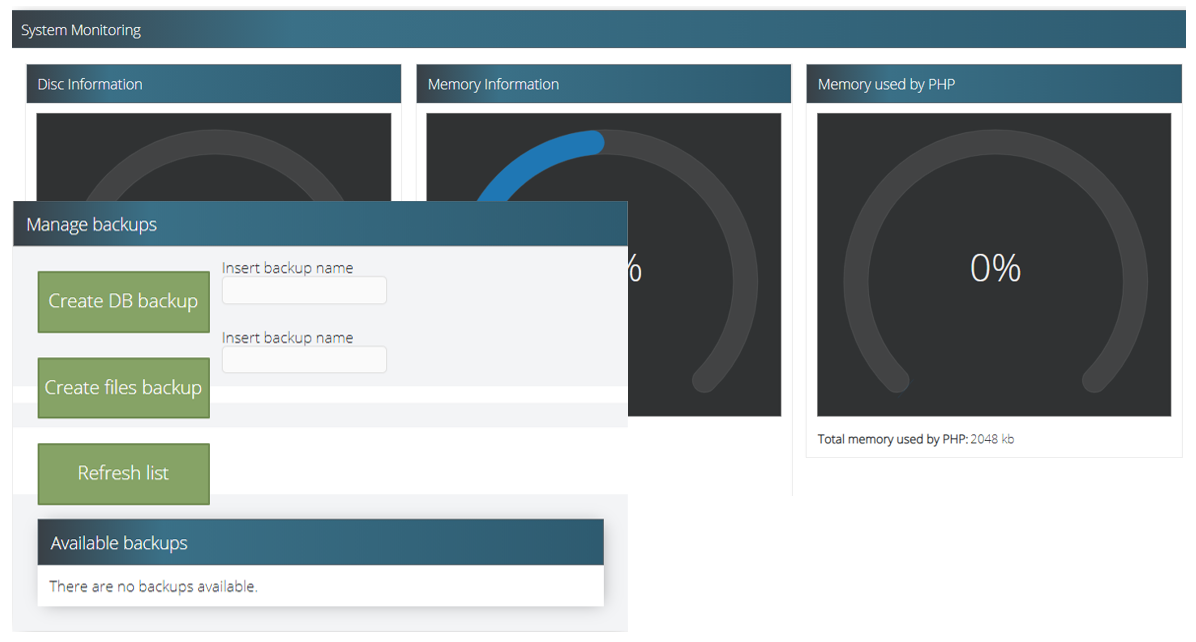 System Monitoring
Disc Information
Memory Information
Memory used by PHP
%
0%
Total memory used by PHP: 2048 kb
Manage backups
Insert backup name
Create DB backup
Insert backup name
Create files backup
Refresh list
Available backups
There are no backups available.